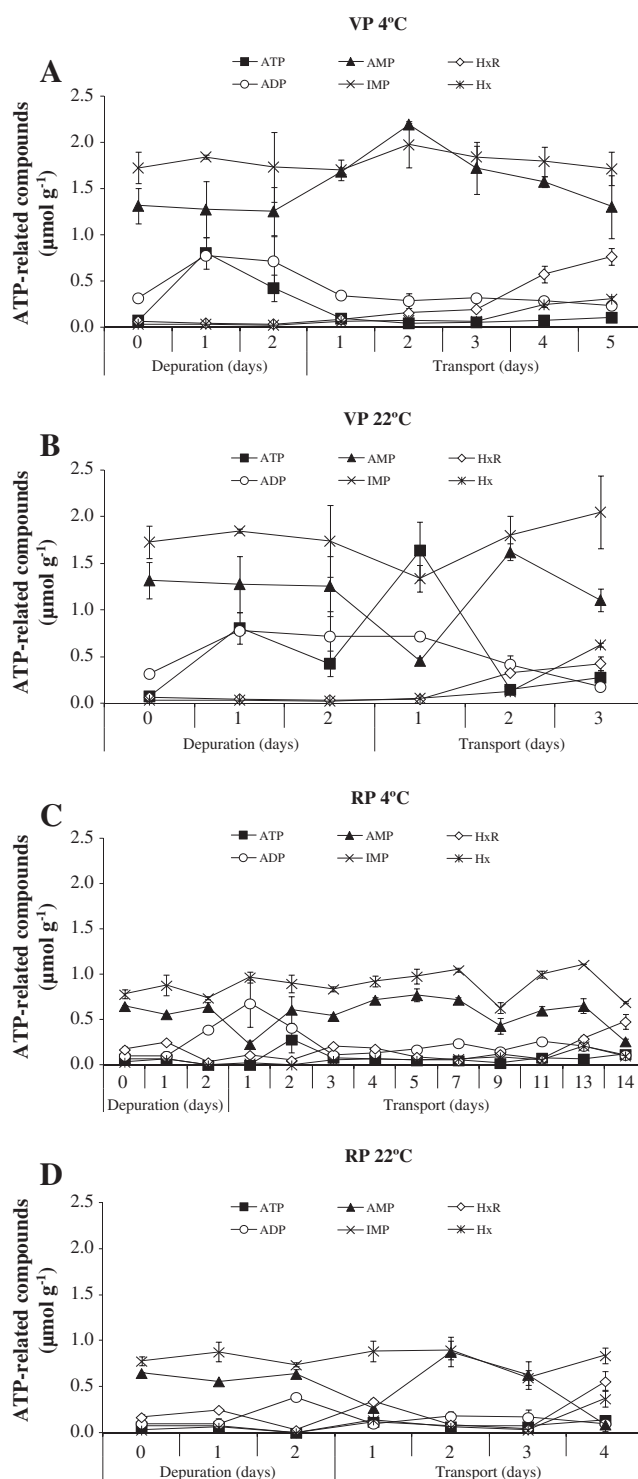 VP 4ºC
A
ATP AMP HxR
ADP IMP Hx
ATP-related compounds
(µmol g-1)
2.5
2.0
1.5
1.0
0.5
0.0
0 1 2 1 2 3 4 5
Depuration (days) Transport (days)
VP 22ºC
B
ATP AMP HxR
ADP IMP Hx
ATP-related compounds
(µmol g-1)
2.5
2.0
1.5
1.0
0.5
0.0
0 1 2 1 2 3
Depuration (days) Transport (days)
RP 4ºC
C
ATP AMP HxR
ADP IMP Hx
ATP-related compounds
(µmol g-1)
2.5
2.0
1.5
1.0
0.5
0.0
0 1 2 1 2 3 4 5 7 9 11 13 14
Depuration (days) Transport (days)
RP 22ºC
D
ATP AMP HxR
ADP IMP Hx
ATP-related compounds
(µmol g-1)
2.5
2.0
1.5
1.0
0.5
0.0
0 1 2 1 2 3 4
Depuration (days) Transport (days)